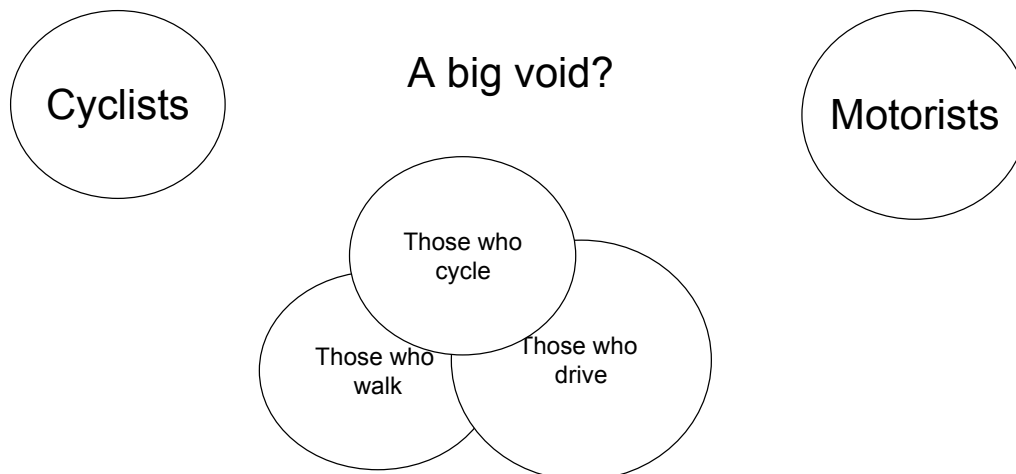 Cyclists
A big void?
Motorists
Those who
cycle
Those who
walk
Those who
drive